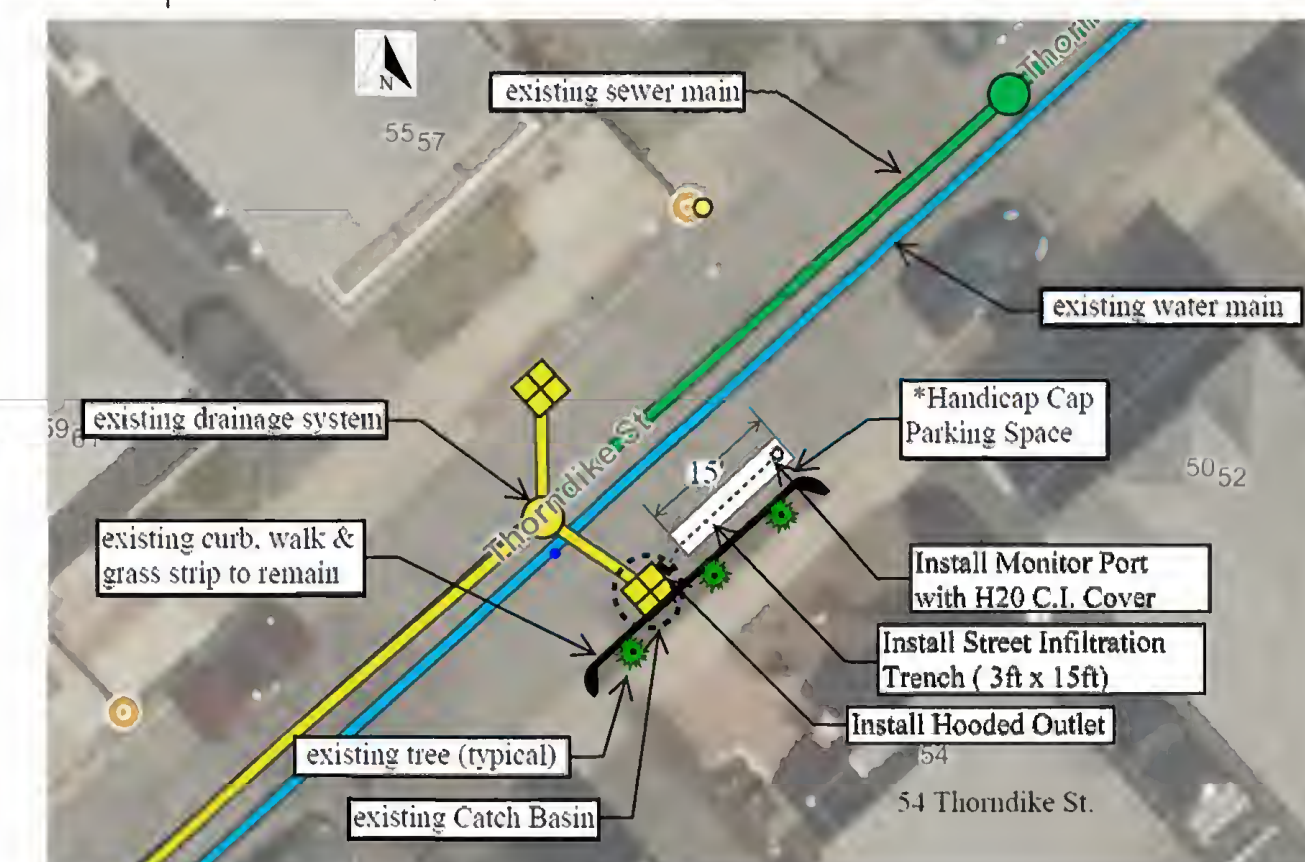 Thorn
N
existing sewer main
55 57
existing water main
*Handicap Cap
Parking Space
existing drainage system
59
Thorndike St
15'
50 52
Thorndike St
existing curb, walk &
grass strip to remain
Install Monitor Port
with H20 C.I. Cover
Install Street Infiltration
Trench ( 3ft x 15ft)
Install Hooded Outlet
existing tree (typical)
54
54 Thorndike St.
existing Catch Basin